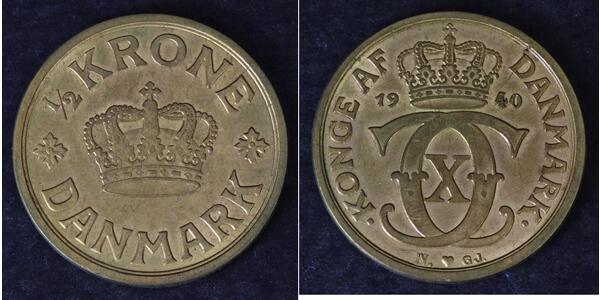 ½ KRONE
DANMARK
KONGE AF DANMARK
19 40
C X
N. ♥ GJ.